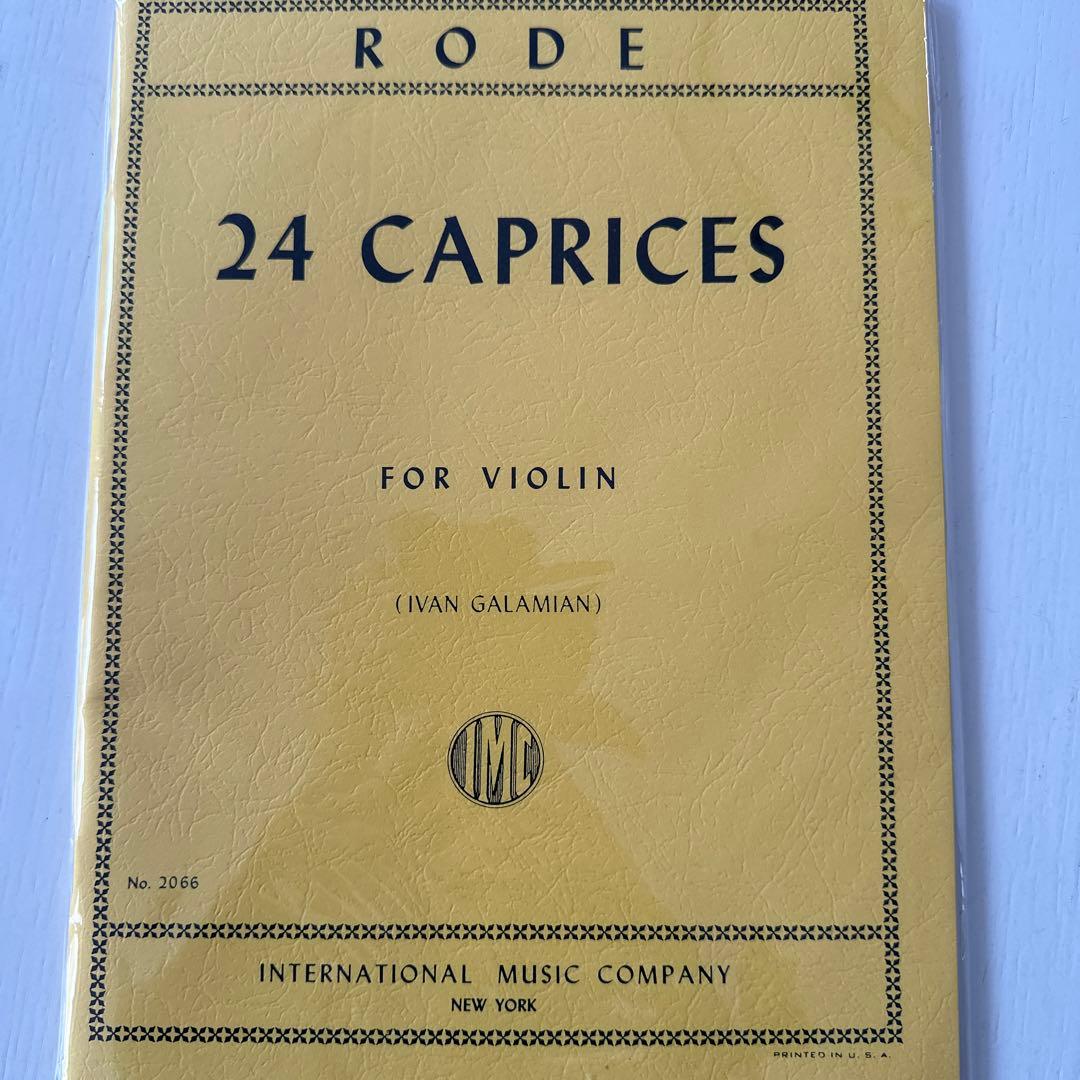 RODE
24 CAPRICES
FOR VIOLIN
(IVAN GALAMIAN)
IMC
No. 2066
INTERNATIONAL MUSIC COMPANY
NEW YORK
PRINTED IN U. S. A.